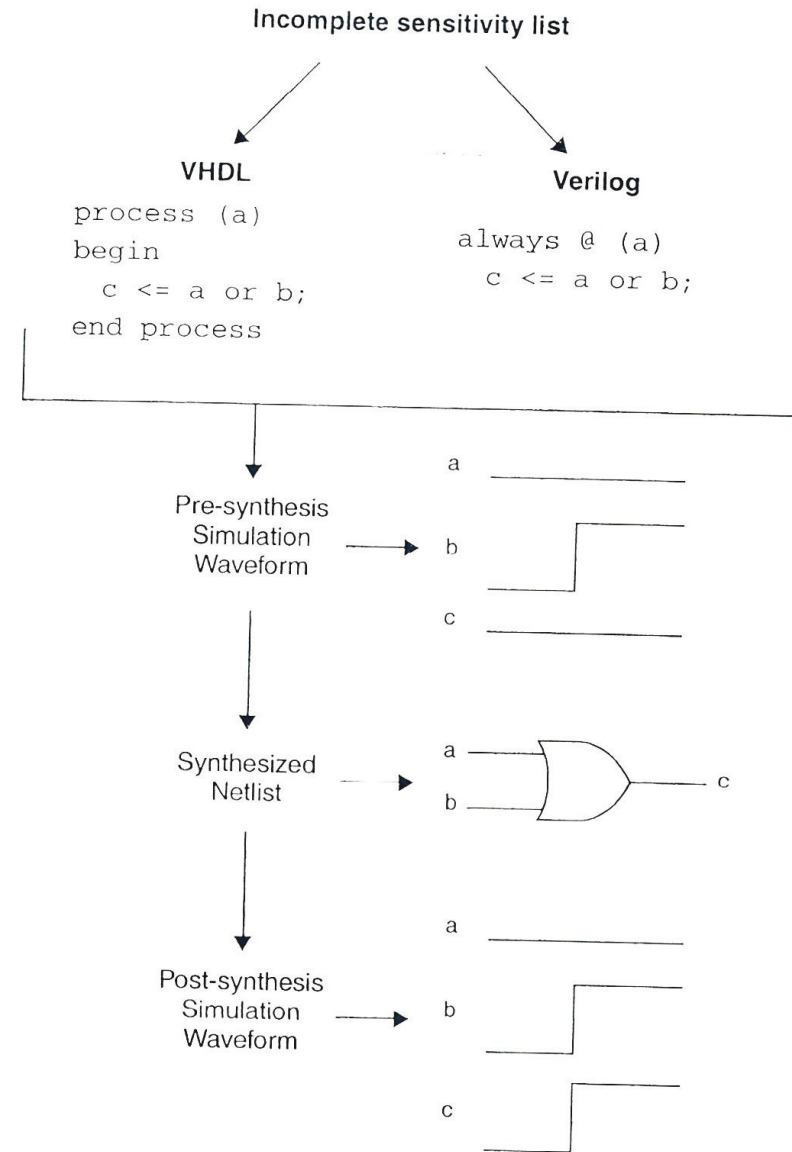 Incomplete sensitivity list
VHDL
process (a)
begin
c <= a or b;
end process
Verilog
always @ (a)
c <= a or b;
Pre-synthesis
Simulation
Waveform
a
b
c
Synthesized
Netlist
a
b
c
Post-synthesis
Simulation
Waveform
a
b
c